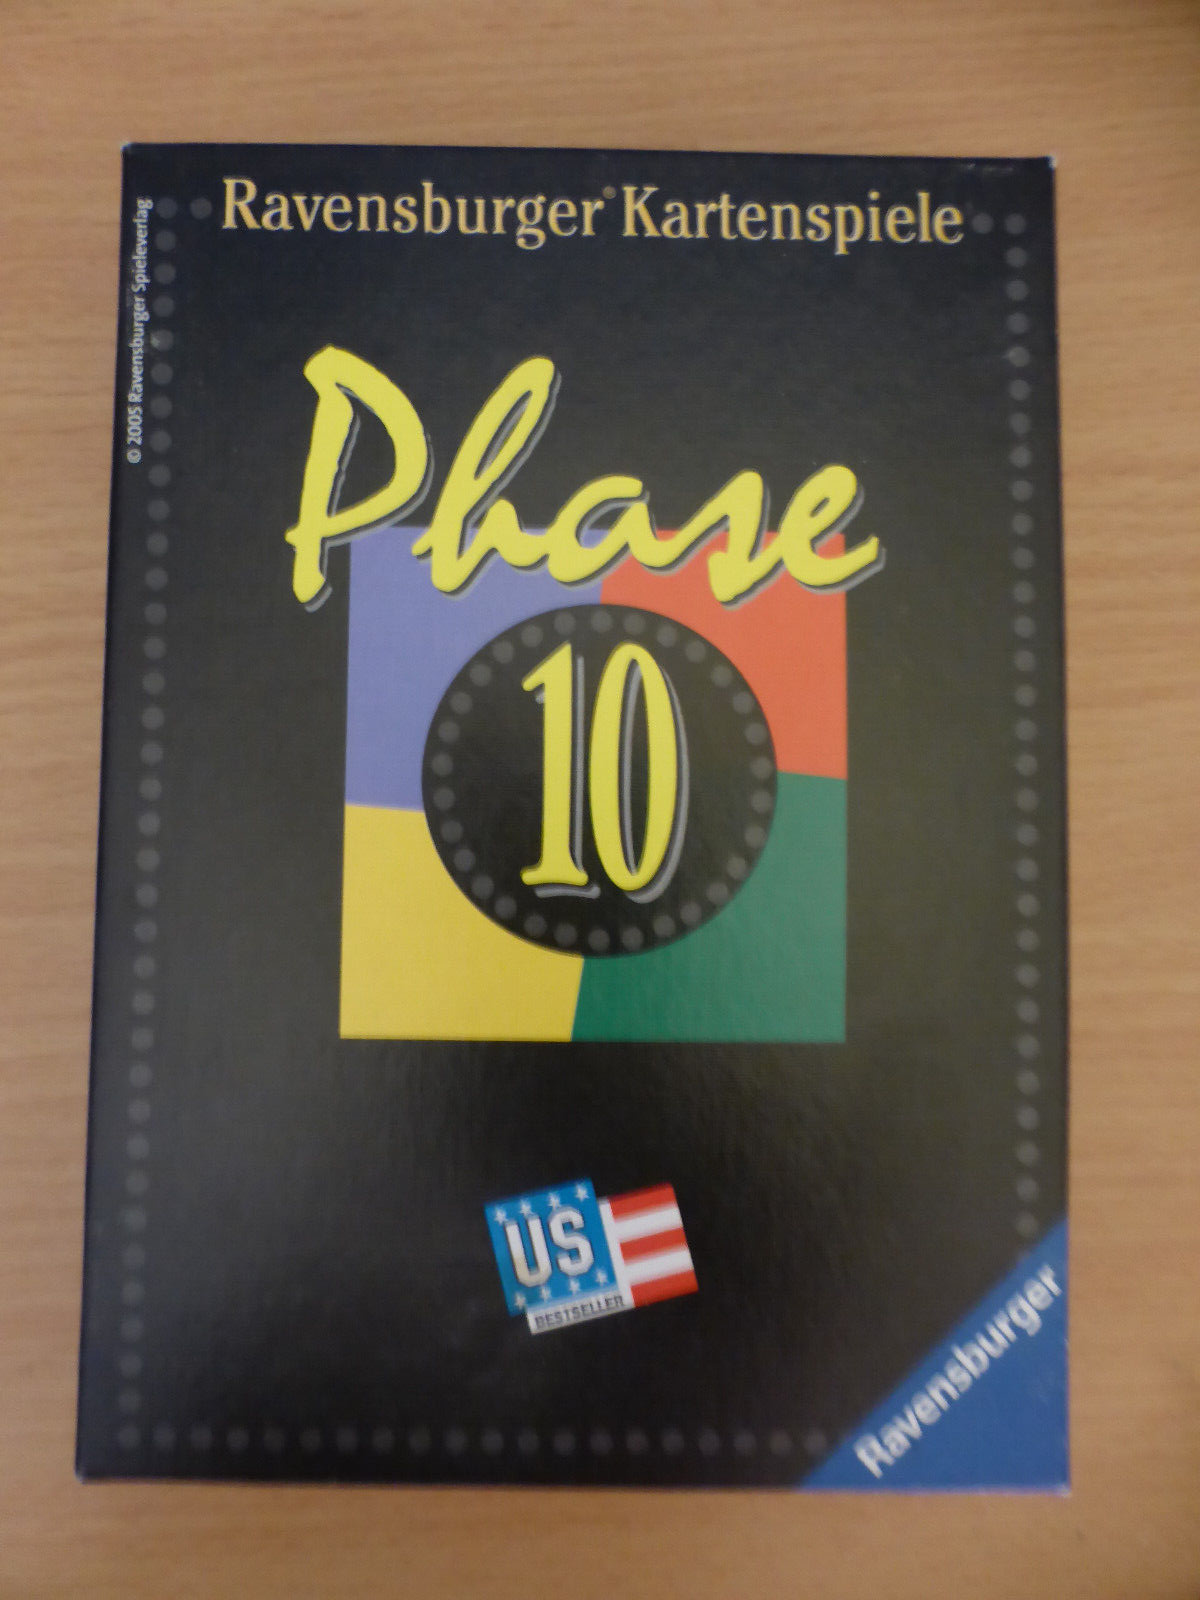 Ravensburger® Kartenspiele
© 2005 Ravensburger Spieleverlag
Phase
10
US
BESTSELLER
Ravensburger